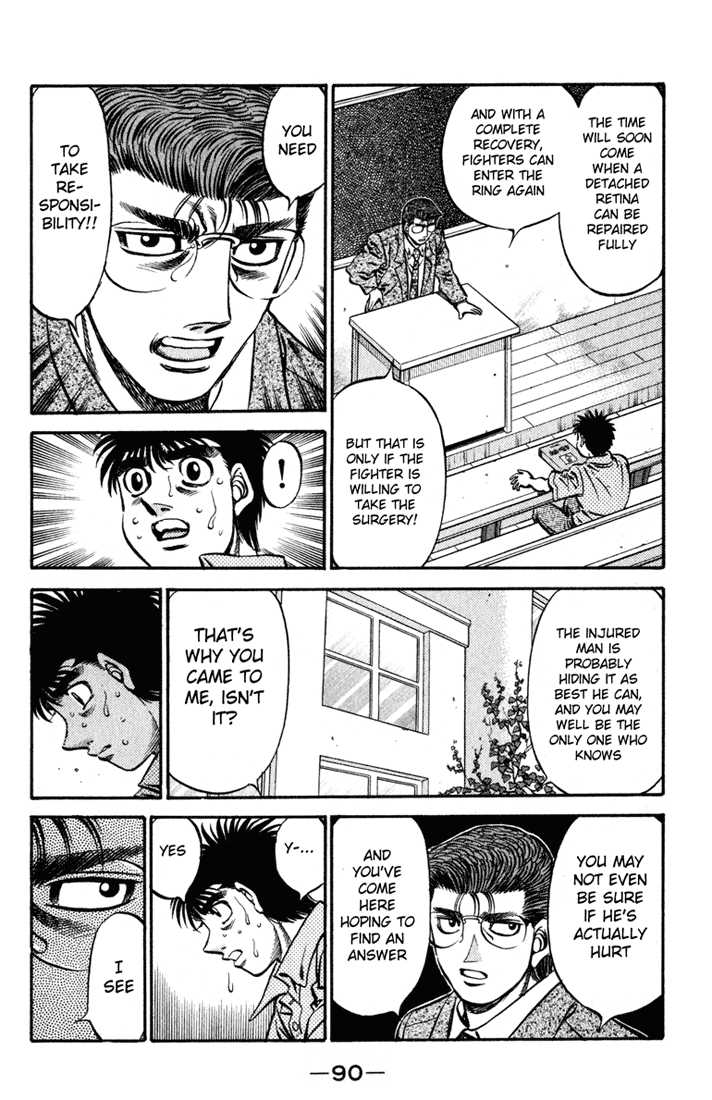 THE TIME
WILL SOON
COME
WHEN A
DETACHED
RETINA
CAN BE
REPAIRED
FULLY
AND WITH A
COMPLETE
RECOVERY,
FIGHTERS CAN
ENTER THE
RING AGAIN
BUT THAT IS
ONLY IF THE
FIGHTER IS
WILLING TO
TAKE THE
SURGERY!
YOU
NEED
TO
TAKE
RE-
SPONSI-
BILITY!!
!
THE INJURED
MAN IS
PROBABLY
HIDING IT AS
BEST HE CAN,
AND YOU MAY
WELL BE THE
ONLY ONE WHO
KNOWS
THAT'S
WHY YOU
CAME TO
ME, ISN'T
IT?
YOU MAY
NOT EVEN
BE SURE
IF HE'S
ACTUALLY
HURT
AND
YOU'VE
COME
HERE
HOPING TO
FIND AN
ANSWER
Y-...
YES
I
SEE
—90—